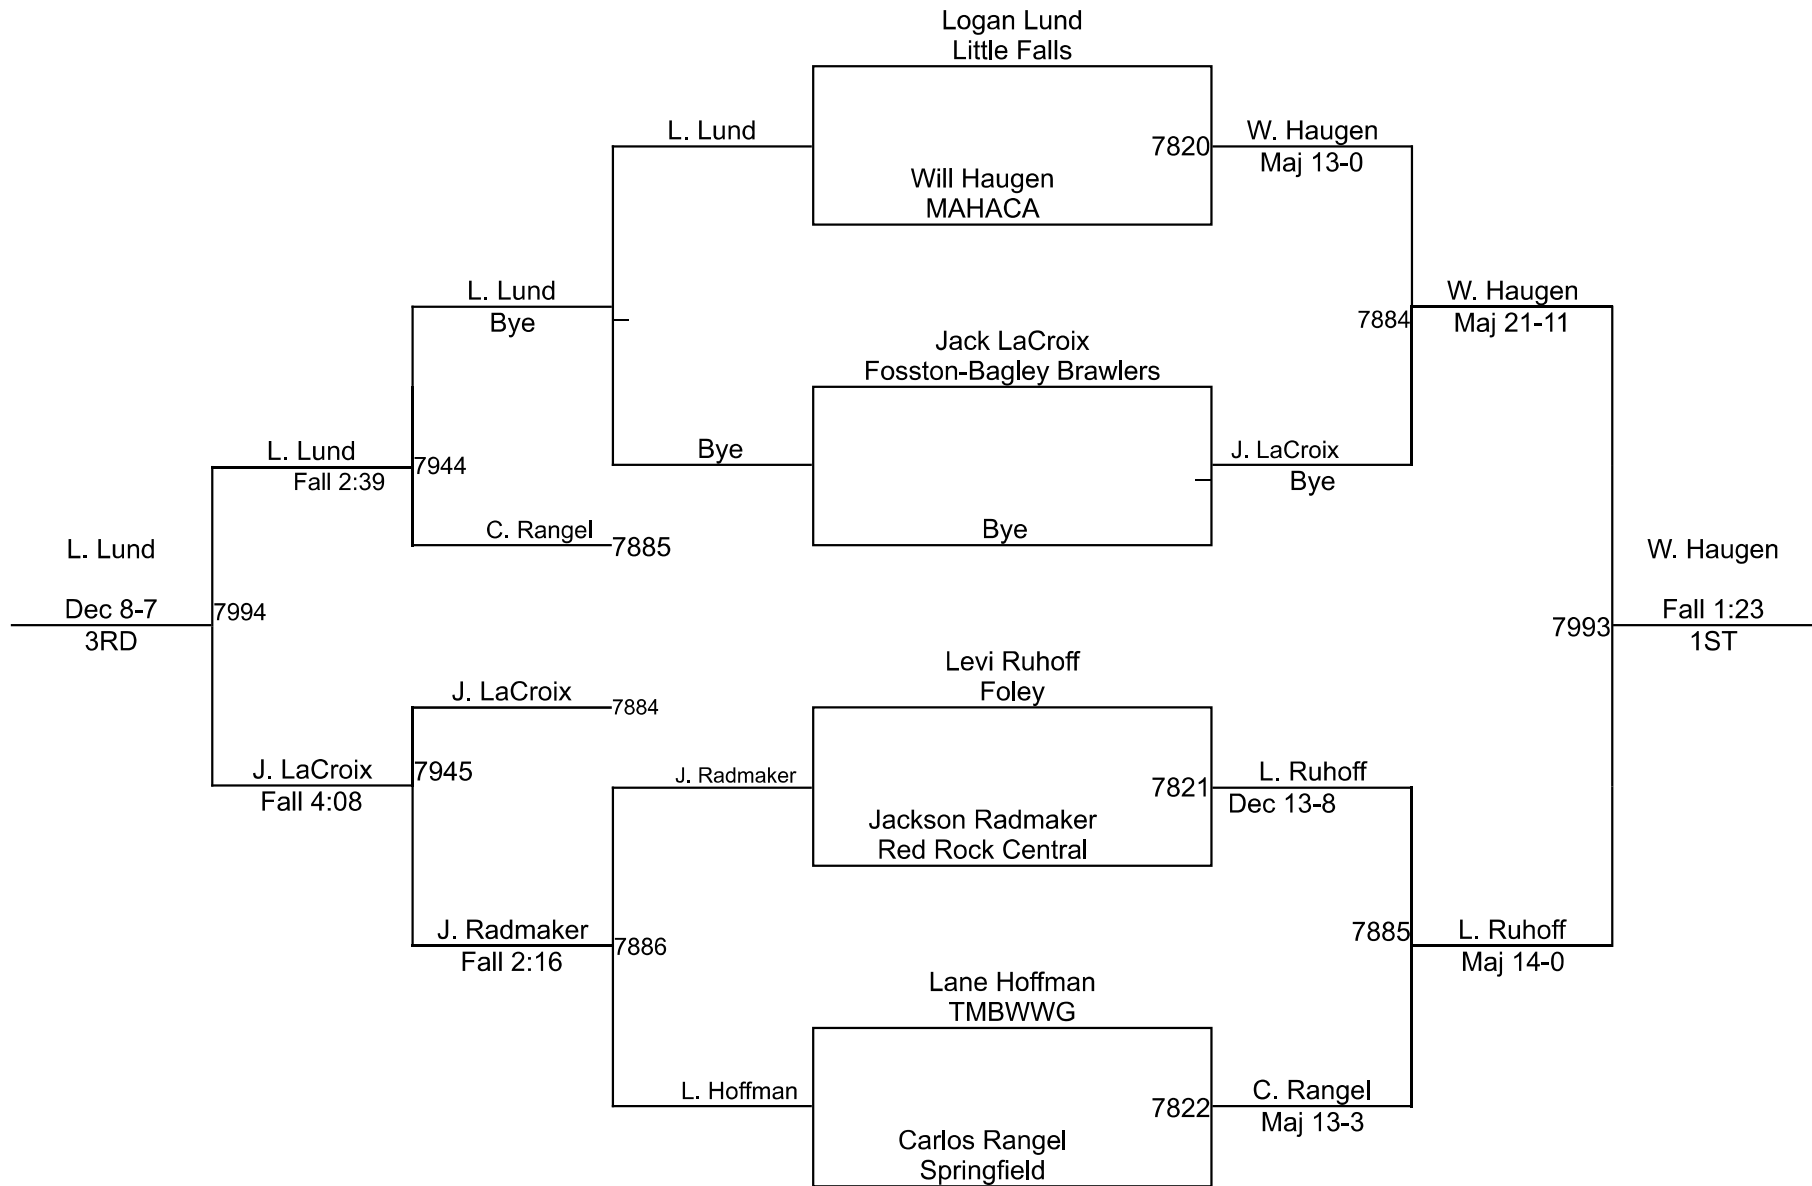 Logan Lund
Little Falls
L. Lund
7820
W. Haugen
Maj 13-0
Will Haugen
MAHACA
L. Lund
Bye
7884
W. Haugen
Maj 21-11
Jack LaCroix
Fosston-Bagley Brawlers
L. Lund
Fall 2:39
7944
Bye
J. LaCroix
Bye
C. Rangel
7885
Bye
L. Lund
Dec 8-7
3RD
7994
W. Haugen
Fall 1:23
1ST
7993
J. LaCroix
7884
Levi Ruhoff
Foley
J. LaCroix
Fall 4:08
7945
J. Radmaker
7821
L. Ruhoff
Dec 13-8
Jackson Radmaker
Red Rock Central
J. Radmaker
Fall 2:16
7886
7885
L. Ruhoff
Maj 14-0
Lane Hoffman
TMBWWG
L. Hoffman
7822
C. Rangel
Maj 13-3
Carlos Rangel
Springfield